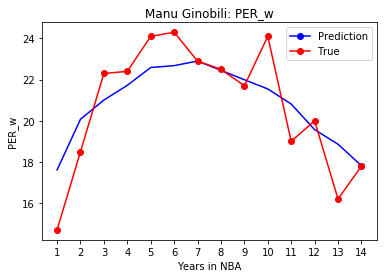 Manu Ginobili: PER_w
Prediction
True
24
22
20
18
16
PER_w
1 2 3 4 5 6 7 8 9 10 11 12 13 14
Years in NBA